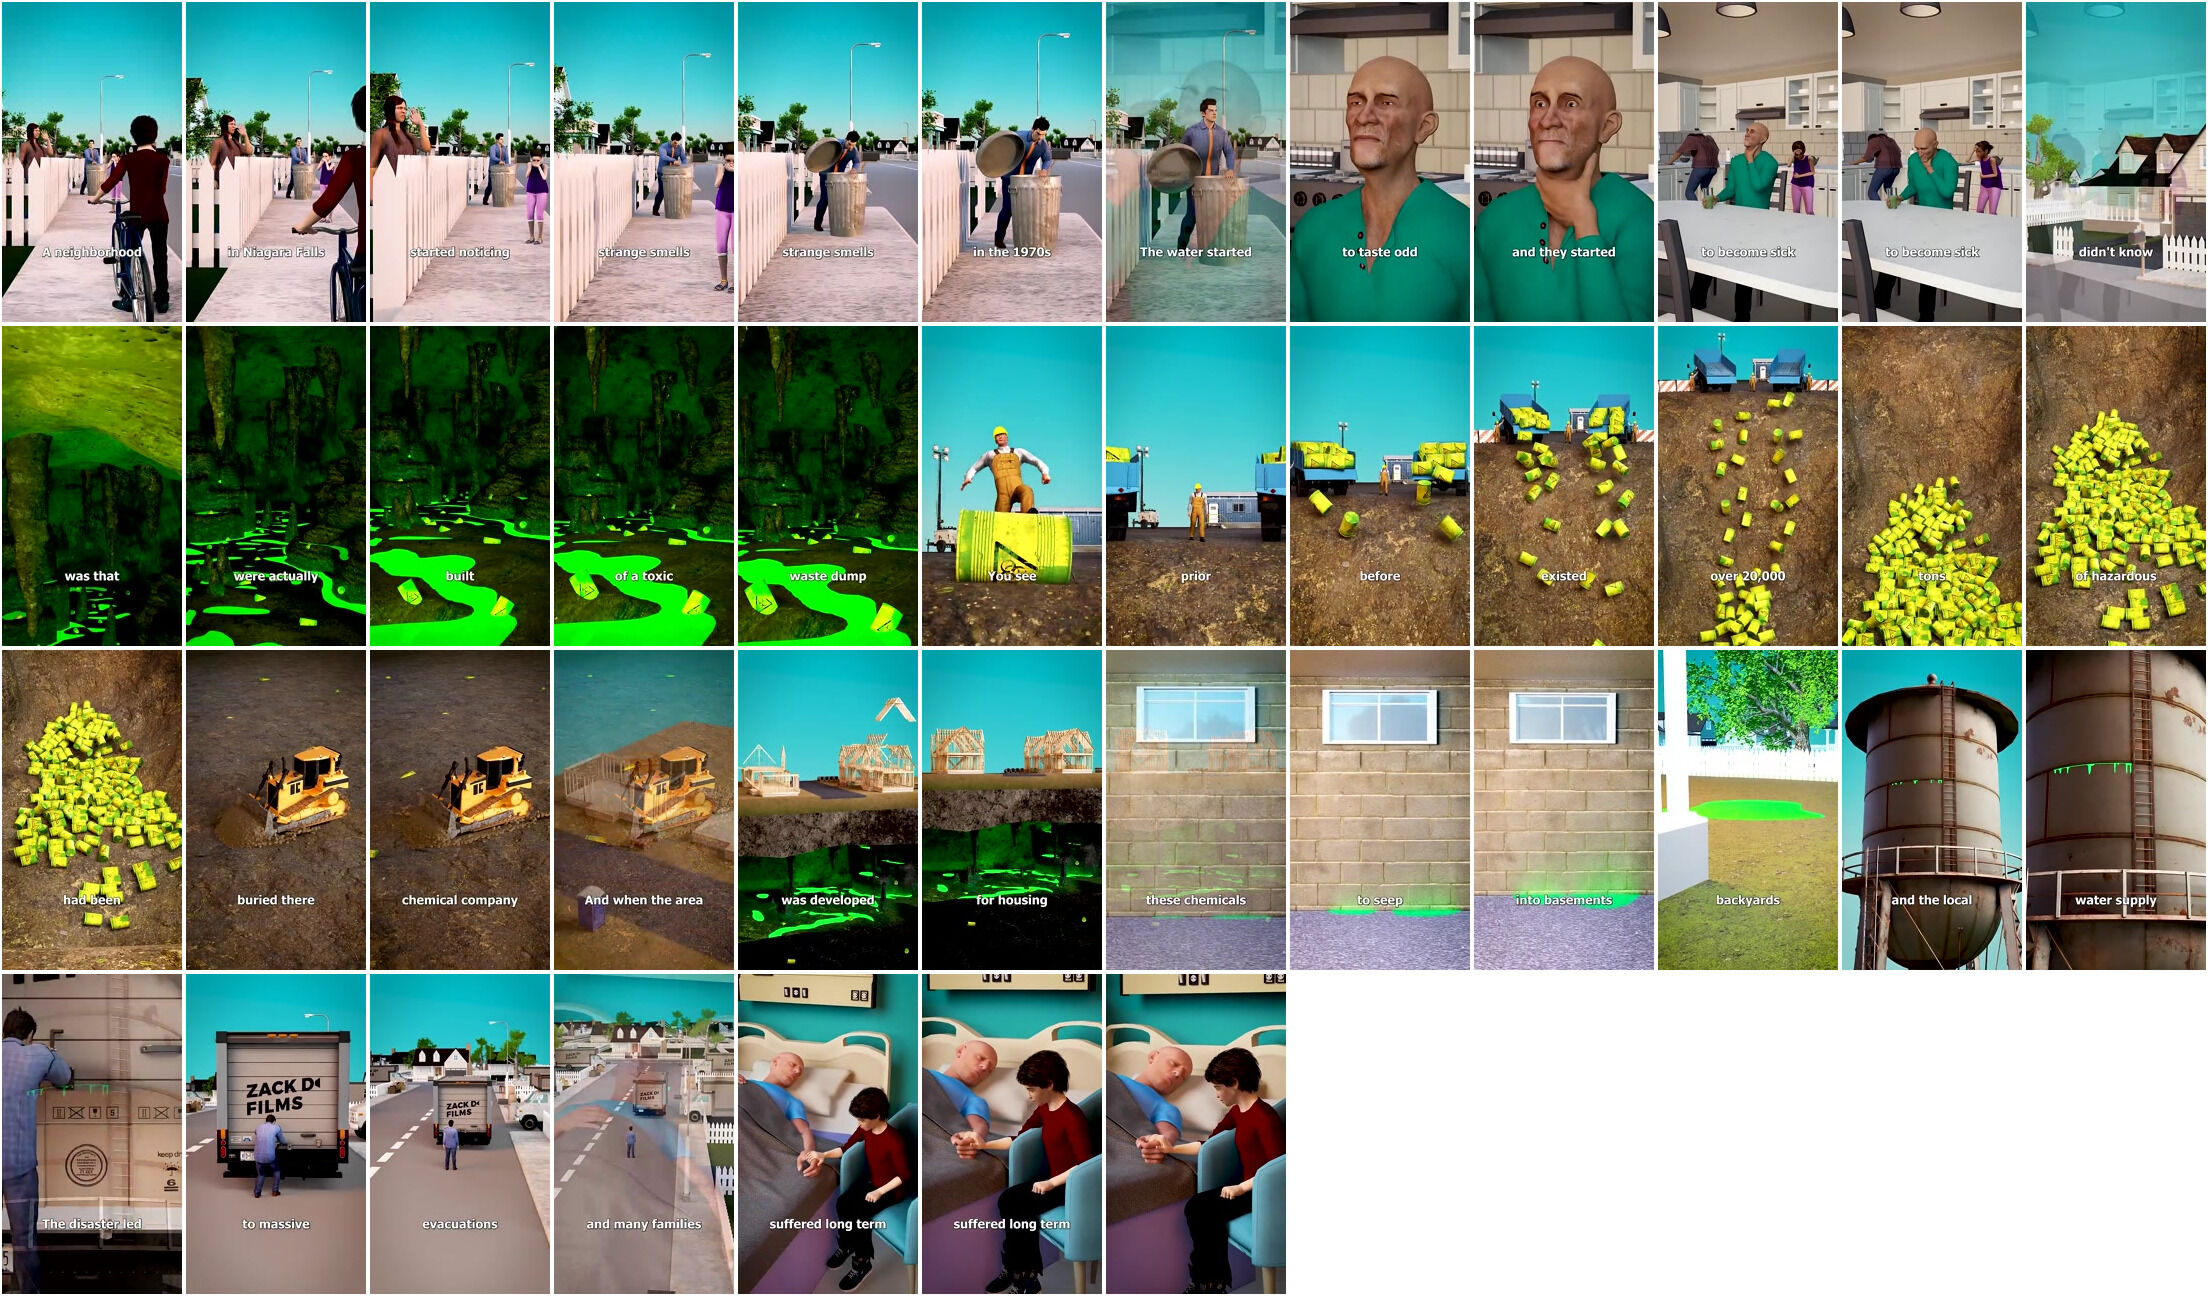 A neighborhood
in Niagara Falls
started noticing
strange smells
strange smells
in the 1970s
The water started
to taste odd
and they started
to become sick
to become sick
didn't know
was that
were actually
built
of a toxic
waste dump
You see
prior
before
existed
over 20,000
tons
of hazardous
had been
buried there
chemical company
And when the area
was developed
for housing
these chemicals
to seep
into basements
backyards
and the local
water supply
keep dr
6
The disaster led
ZACK D
FILMS
to massive
ZACK D
FILMS
evacuations
ZACK D
FILMS
and many families
suffered long term
suffered long term